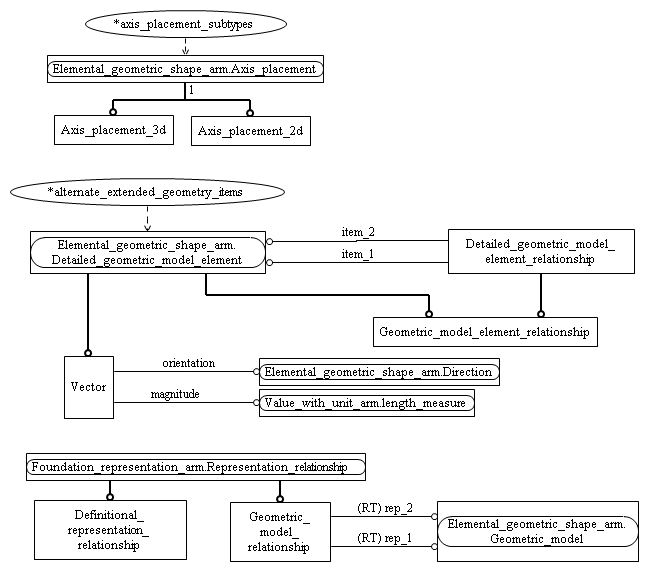 *axis_placement_subtypes
Elemental_geometric_shape_arm.Axis_placement
1
Axis_placement_3d
Axis_placement_2d
*alternate_extended_geometry_items
Elemental_geometric_shape_arm.
Detailed_geometric_model_element
item_2
item_1
Detailed_geometric_model_
element_relationship
Geometric_model_element_relationship
Vector
orientation
Elemental_geometric_shape_arm.Direction
magnitude
Value_with_unit_arm.length_measure
Foundation_representation_arm.Representation_relationship
Definitional_
representation_
relationship
Geometric_
model_
relationship
(RT) rep_2
(RT) rep_1
Elemental_geometric_shape_arm.
Geometric_model